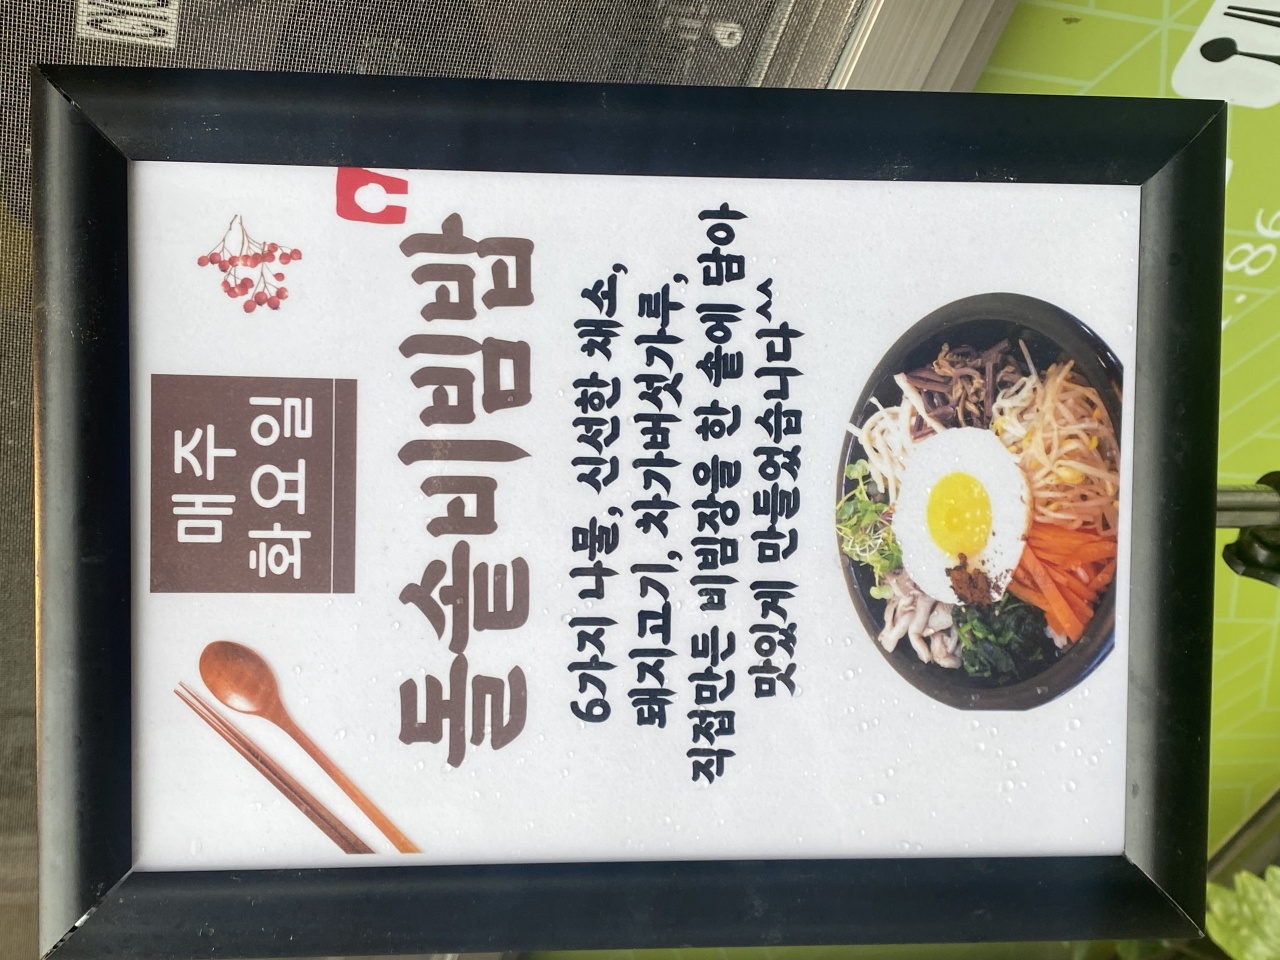 매주
화요일
돌솥비빔밥
6가지 나물, 신선한 채소,
돼지고기, 차가버섯가루,
직접만든 비빔장을 한 솥에 담아
맛있게 만들었습니다^^